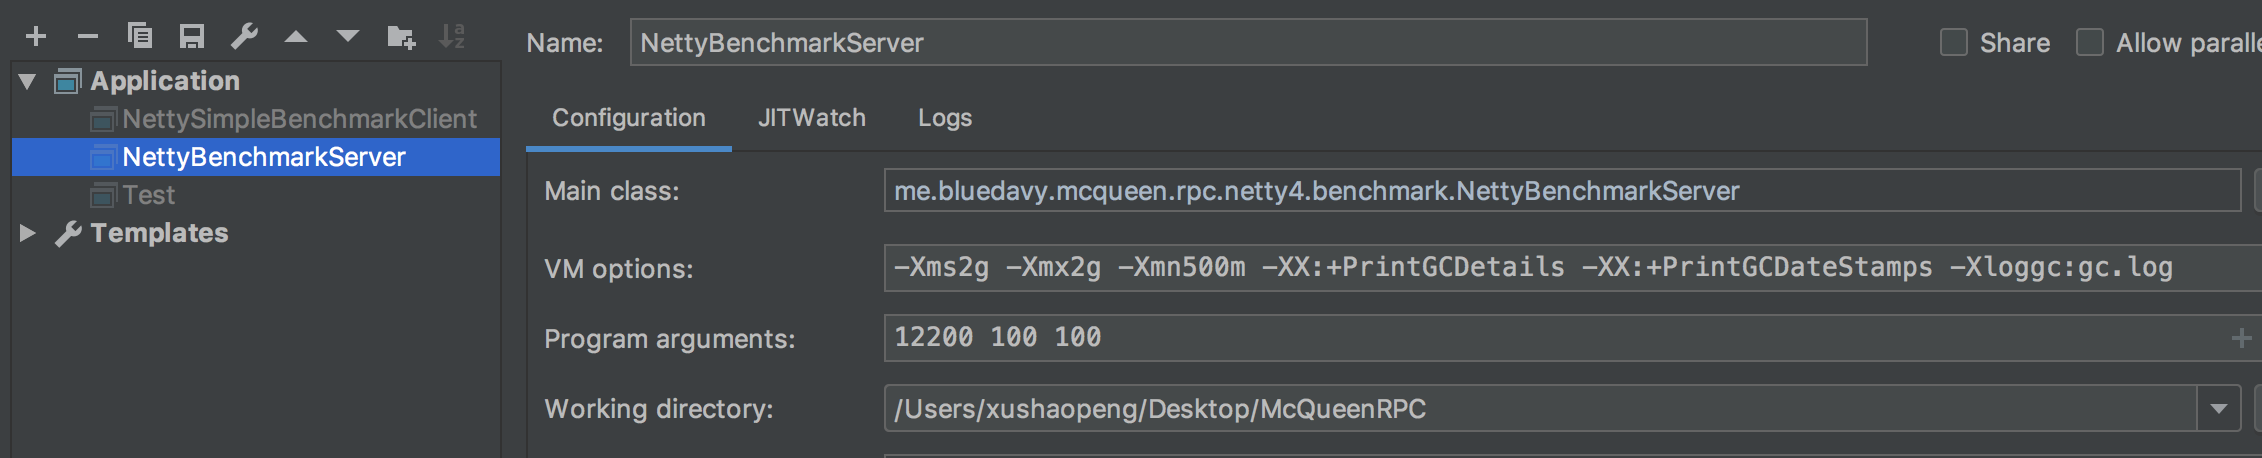 Name: NettyBenchmarkServer Share Allow paralle
Application
NettySimpleBenchmarkClient
NettyBenchmarkServer
Test
Templates
Configuration JITWatch Logs
Main class: me.bluedavy.mcqueen.rpc.netty4.benchmark.NettyBenchmarkServer
VM options: -Xms2g -Xmx2g -Xmn500m -XX:+PrintGCDetails -XX:+PrintGCDateStamps -Xloggc:gc.log
Program arguments: 12200 100 100
Working directory: /Users/xushaopeng/Desktop/McQueenRPC